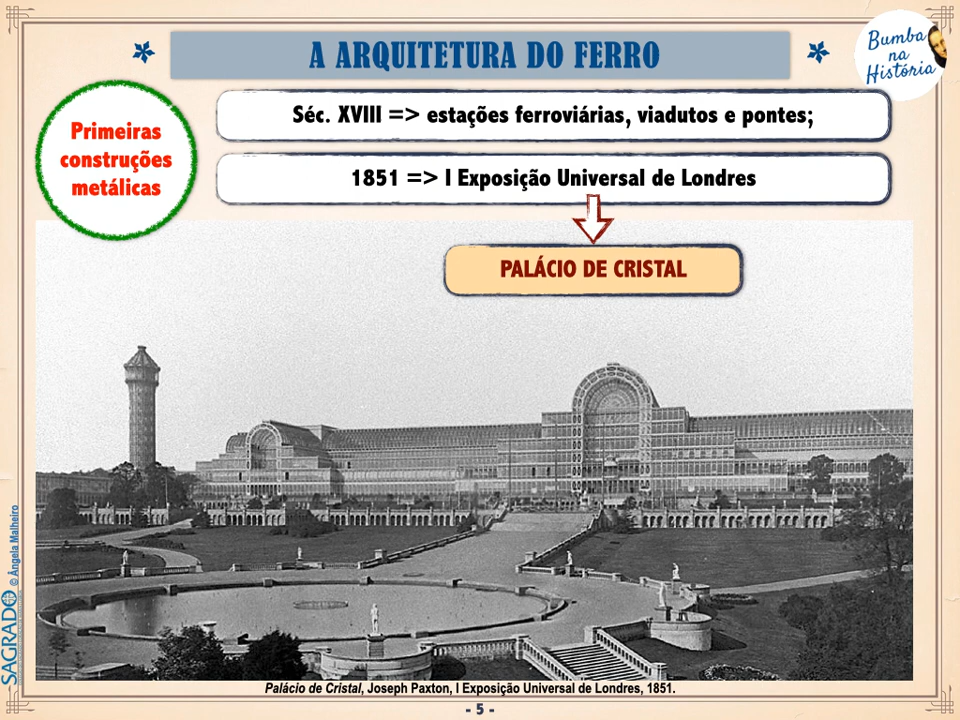 A ARQUITETURA DO FERRO
Bumba
na
História
Primeiras
construções
metálicas
Séc. XVIII => estações ferroviárias, viadutos e pontes;
1851 => I Exposição Universal de Londres
PALÁCIO DE CRISTAL
SAGRADO
© Ângela Malheiro
Palácio de Cristal, Joseph Paxton, I Exposição Universal de Londres, 1851.
- 5 -